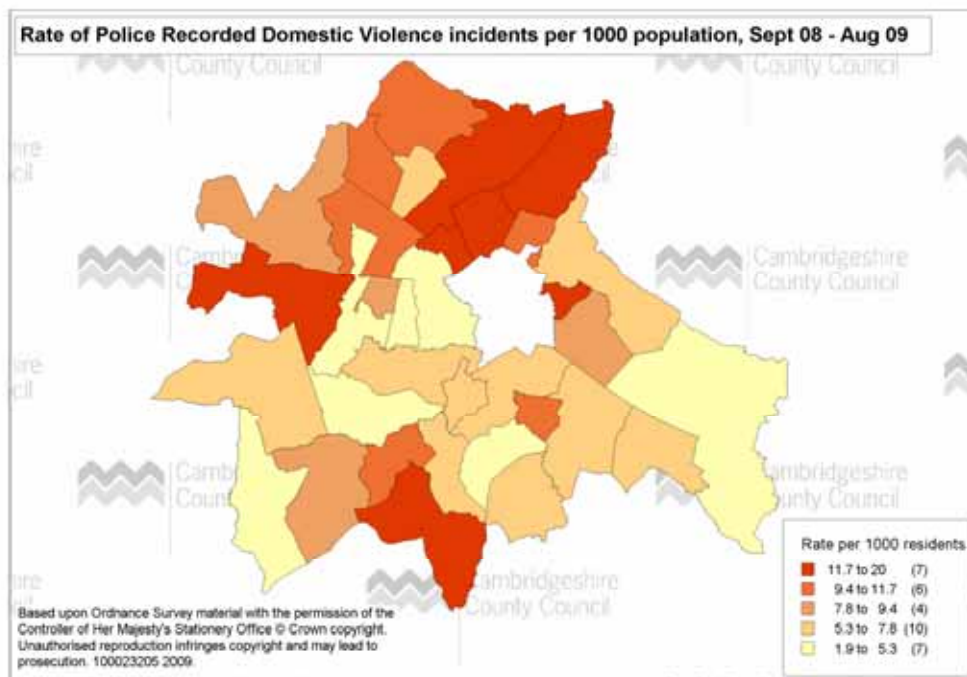 Rate of Police Recorded Domestic Violence incidents per 1000 population, Sept 08 - Aug 09
County Council
County Council
Cambridgeshire
County Council
Cambridgeshire
County Council
Cambridgeshire
County Council
Rate per 1000 residents
11.7 to 20 (7)
9.4 to 11.7 (6)
7.8 to 9.4 (4)
5.3 to 7.8 (10)
1.9 to 5.3 (7)
Based upon Ordnance Survey material with the permission of the
Controller of Her Majesty's Stationery Office © Crown copyright.
Unauthorised reproduction infringes copyright and may lead to
prosecution. 100023205 2009.